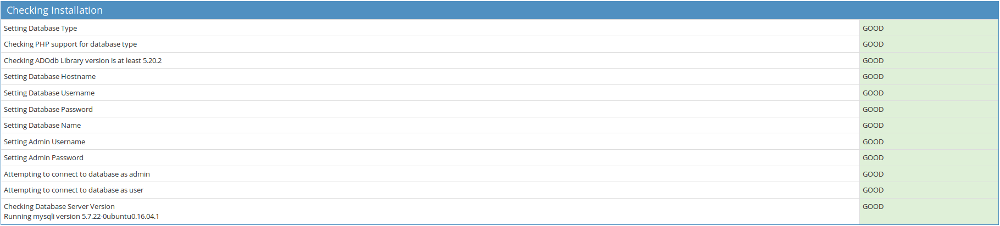 Checking Installation
Setting Database Type GOOD
Checking PHP support for database type GOOD
Checking ADOdb Library version is at least 5.20.2 GOOD
Setting Database Hostname GOOD
Setting Database Username GOOD
Setting Database Password GOOD
Setting Database Name GOOD
Setting Admin Username GOOD
Setting Admin Password GOOD
Attempting to connect to database as admin GOOD
Attempting to connect to database as user GOOD
Checking Database Server Version GOOD
Running mysqli version 5.7.22-0ubuntu0.16.04.1